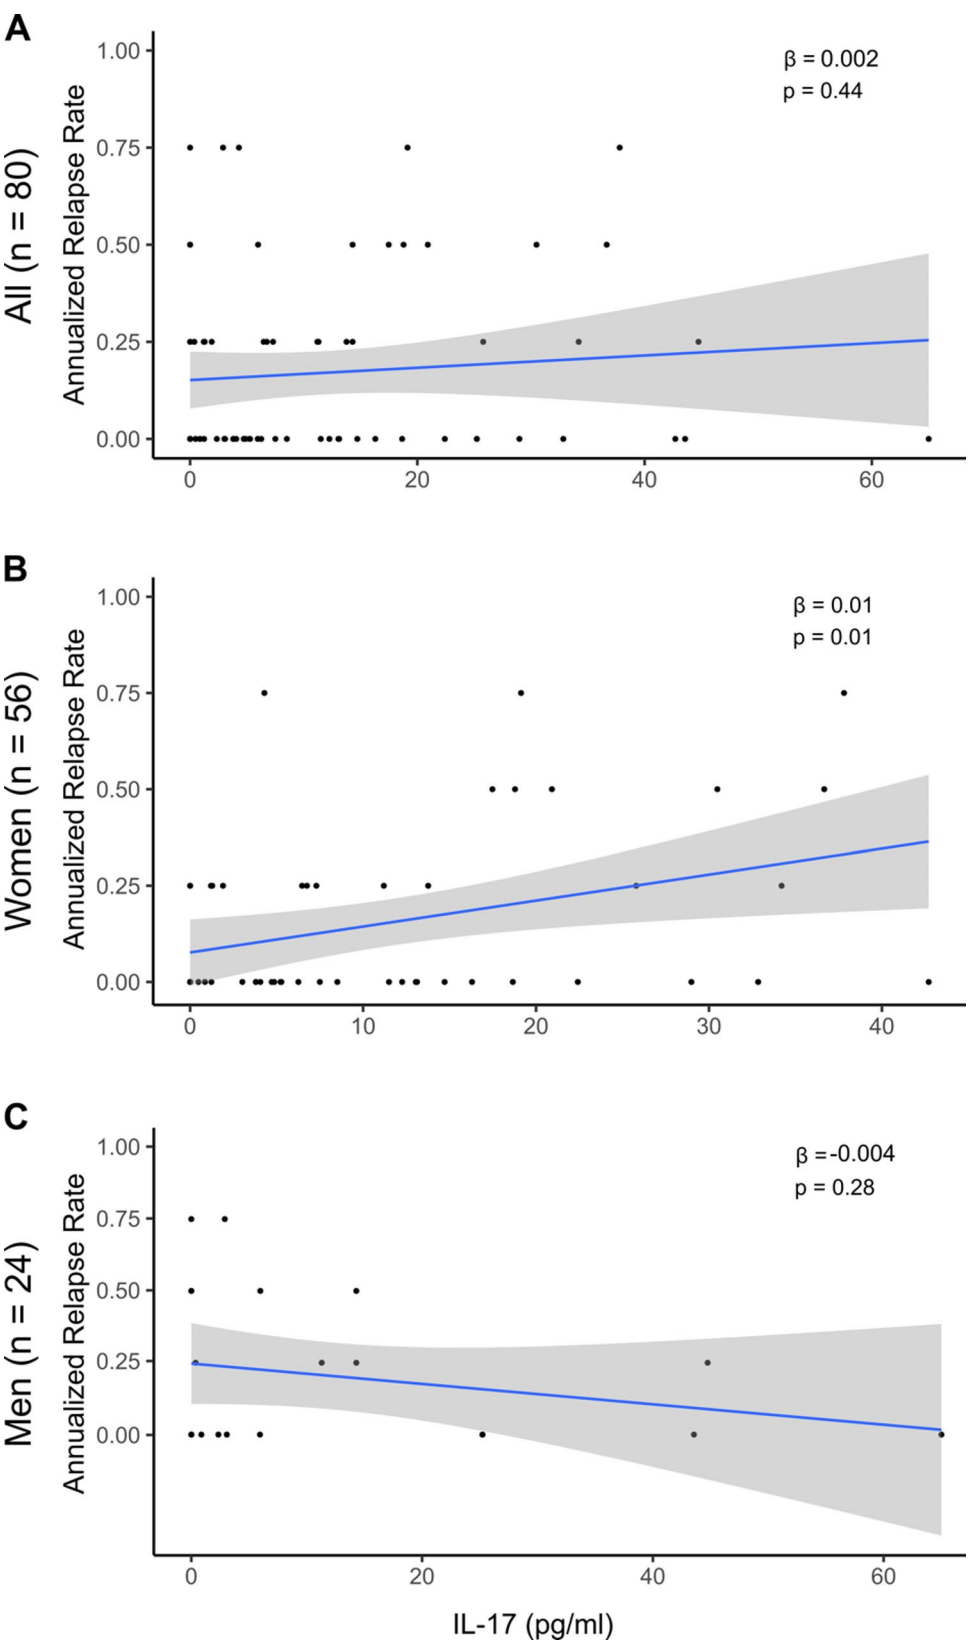 A
All (n = 80)
Annualized Relapse Rate
1.00
0.75
0.50
0.25
0.00
β = 0.002
p = 0.44
0 20 40 60
B
Women (n = 56)
Annualized Relapse Rate
1.00
0.75
0.50
0.25
0.00
β = 0.01
p = 0.01
0 10 20 30 40
C
Men (n = 24)
Annualized Relapse Rate
1.00
0.75
0.50
0.25
0.00
β =-0.004
p = 0.28
0 20 40 60
IL-17 (pg/ml)